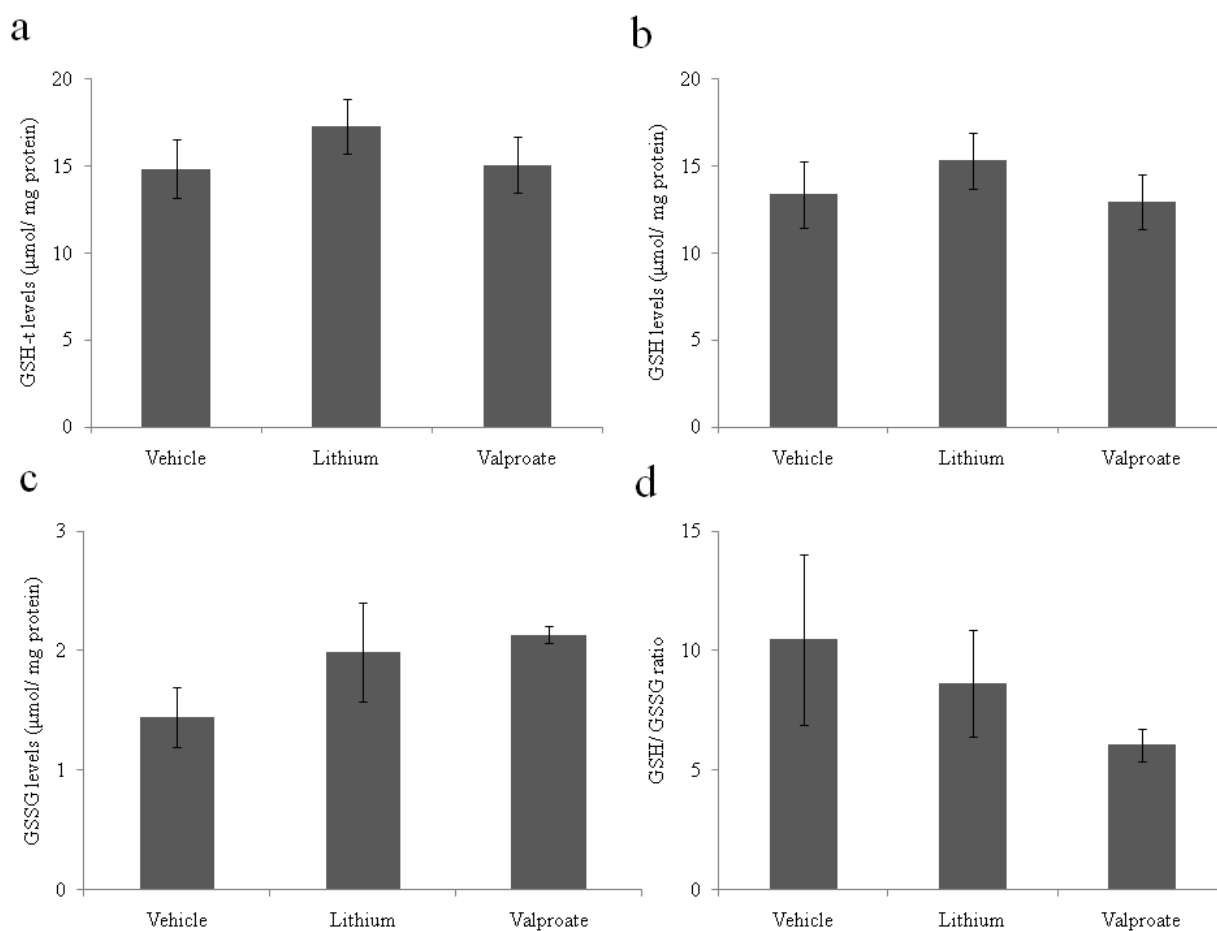 a
GSH-t levels (µmol/ mg protein)
20
15
10
5
0
Vehicle Lithium Valproate
b
GSH levels (µmol/ mg protein)
20
15
10
5
0
Vehicle Lithium Valproate
c
GSSG levels (µmol/ mg protein)
3
2
1
0
Vehicle Lithium Valproate
d
GSH/ GSSG ratio
15
10
5
0
Vehicle Lithium Valproate